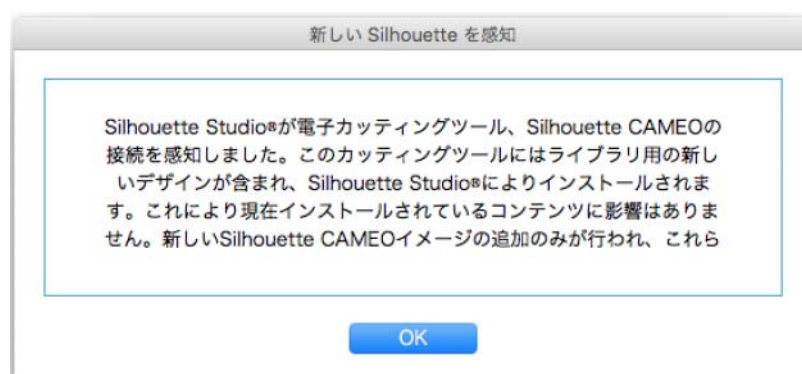 新しい Silhouette を感知
Silhouette Studio®が電子カッティングツール、Silhouette CAMEOの
接続を感知しました。このカッティングツールにはライブラリ用の新し
いデザインが含まれ、Silhouette Studio®によりインストールされま
す。これにより現在インストールされているコンテンツに影響はありま
せん。新しいSilhouette CAMEOイメージの追加のみが行われ、これら
OK